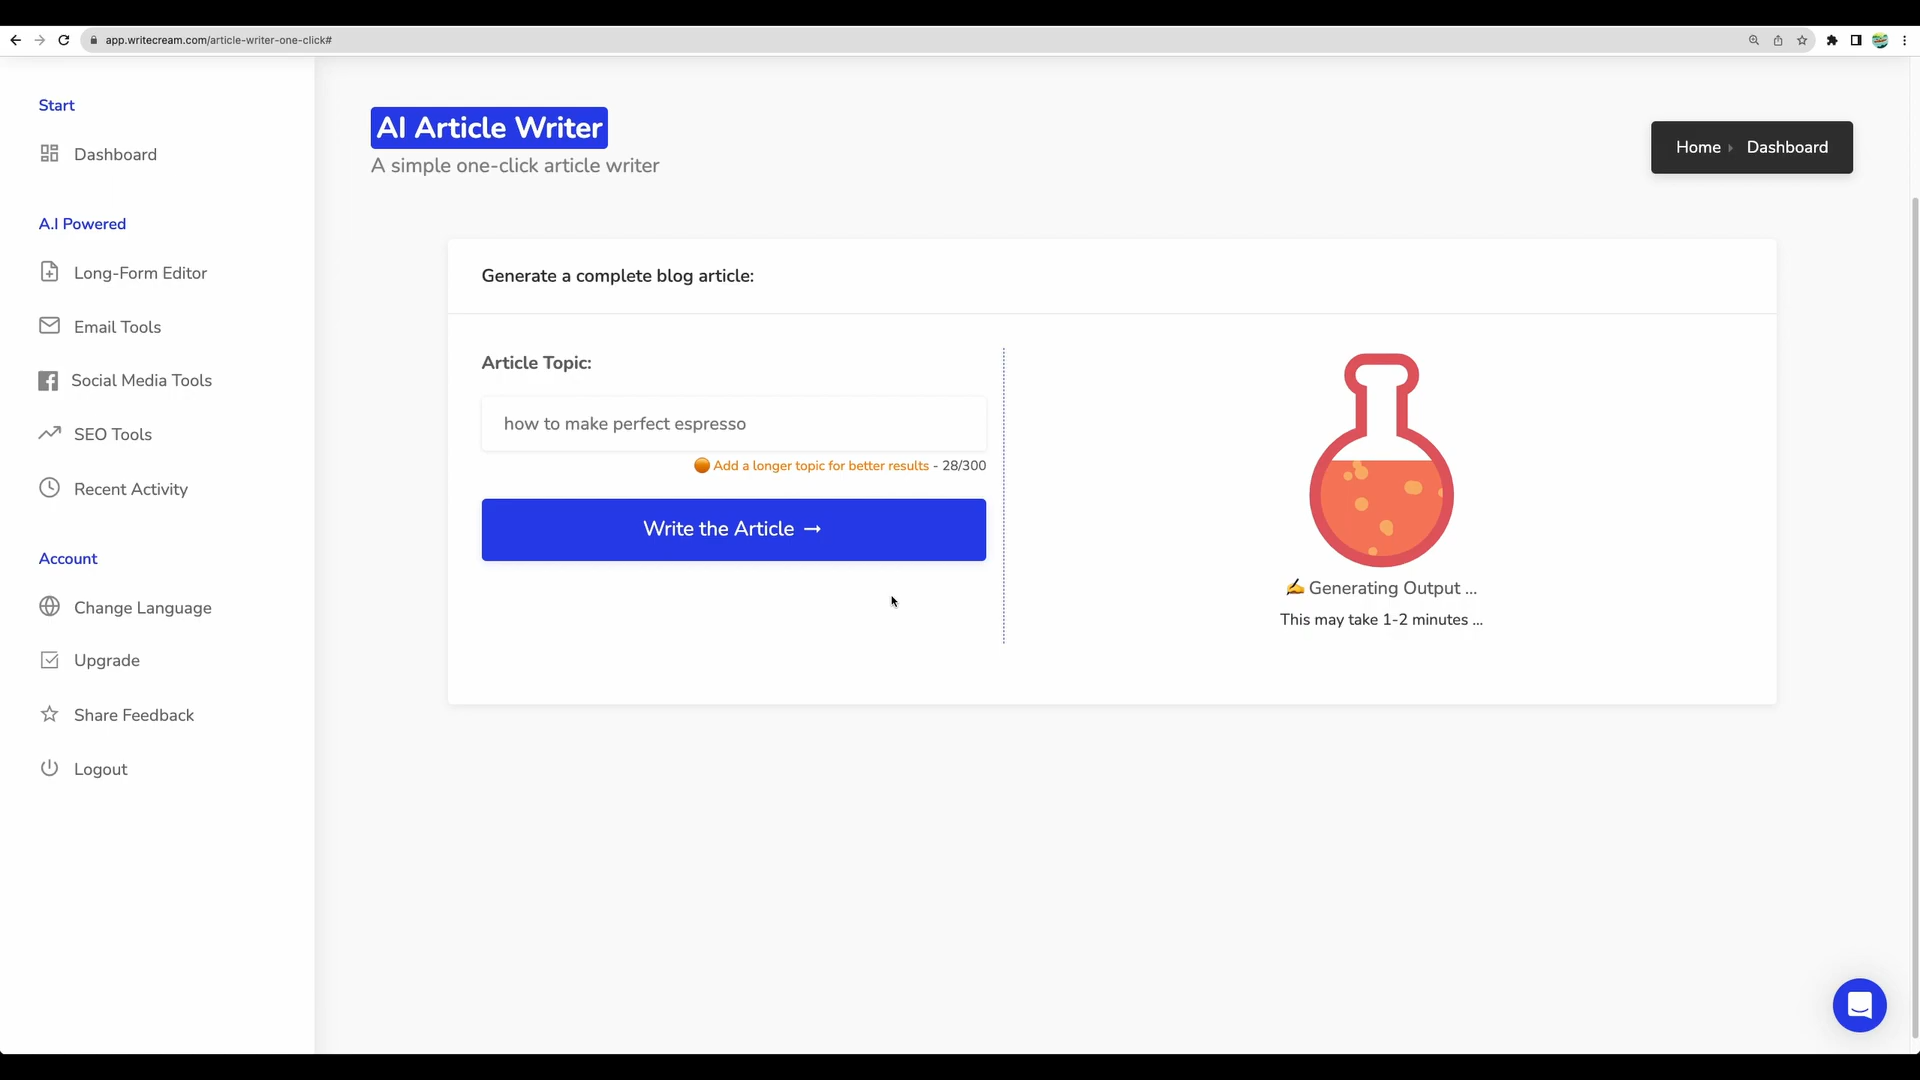 app.writecream.com/article-writer-one-click#
Start
Dashboard
A.I Powered
Long-Form Editor
Email Tools
Social Media Tools
SEO Tools
Recent Activity
Account
Change Language
Upgrade
Share Feedback
Logout
AI Article Writer
A simple one-click article writer
Home Dashboard
Generate a complete blog article:
Article Topic:
how to make perfect espresso
Add a longer topic for better results - 28/300
Write the Article →
✍ Generating Output ...
This may take 1-2 minutes ...